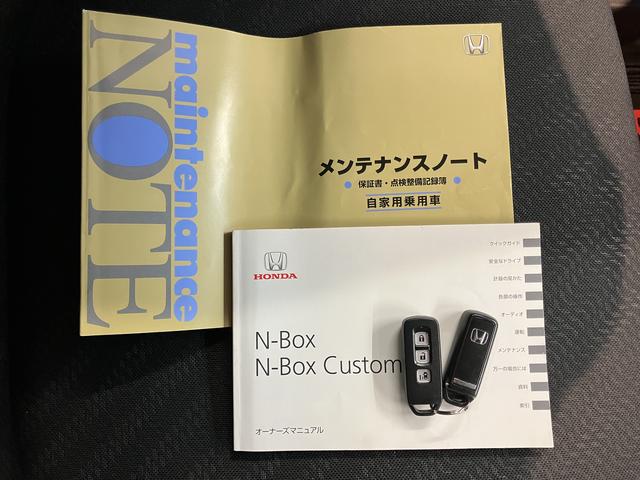 maintenance
NOTE
メンテナンスノート
保証書・点検整備記録簿
自家用乗用車
HONDA
N-Box
N-Box Custom
オーナーズマニュアル
クイックガイド
安全なドライブ
計器の見かた
各部の操作
オーディオ
運転
メンテナンス
万一の場合には
資料
索引